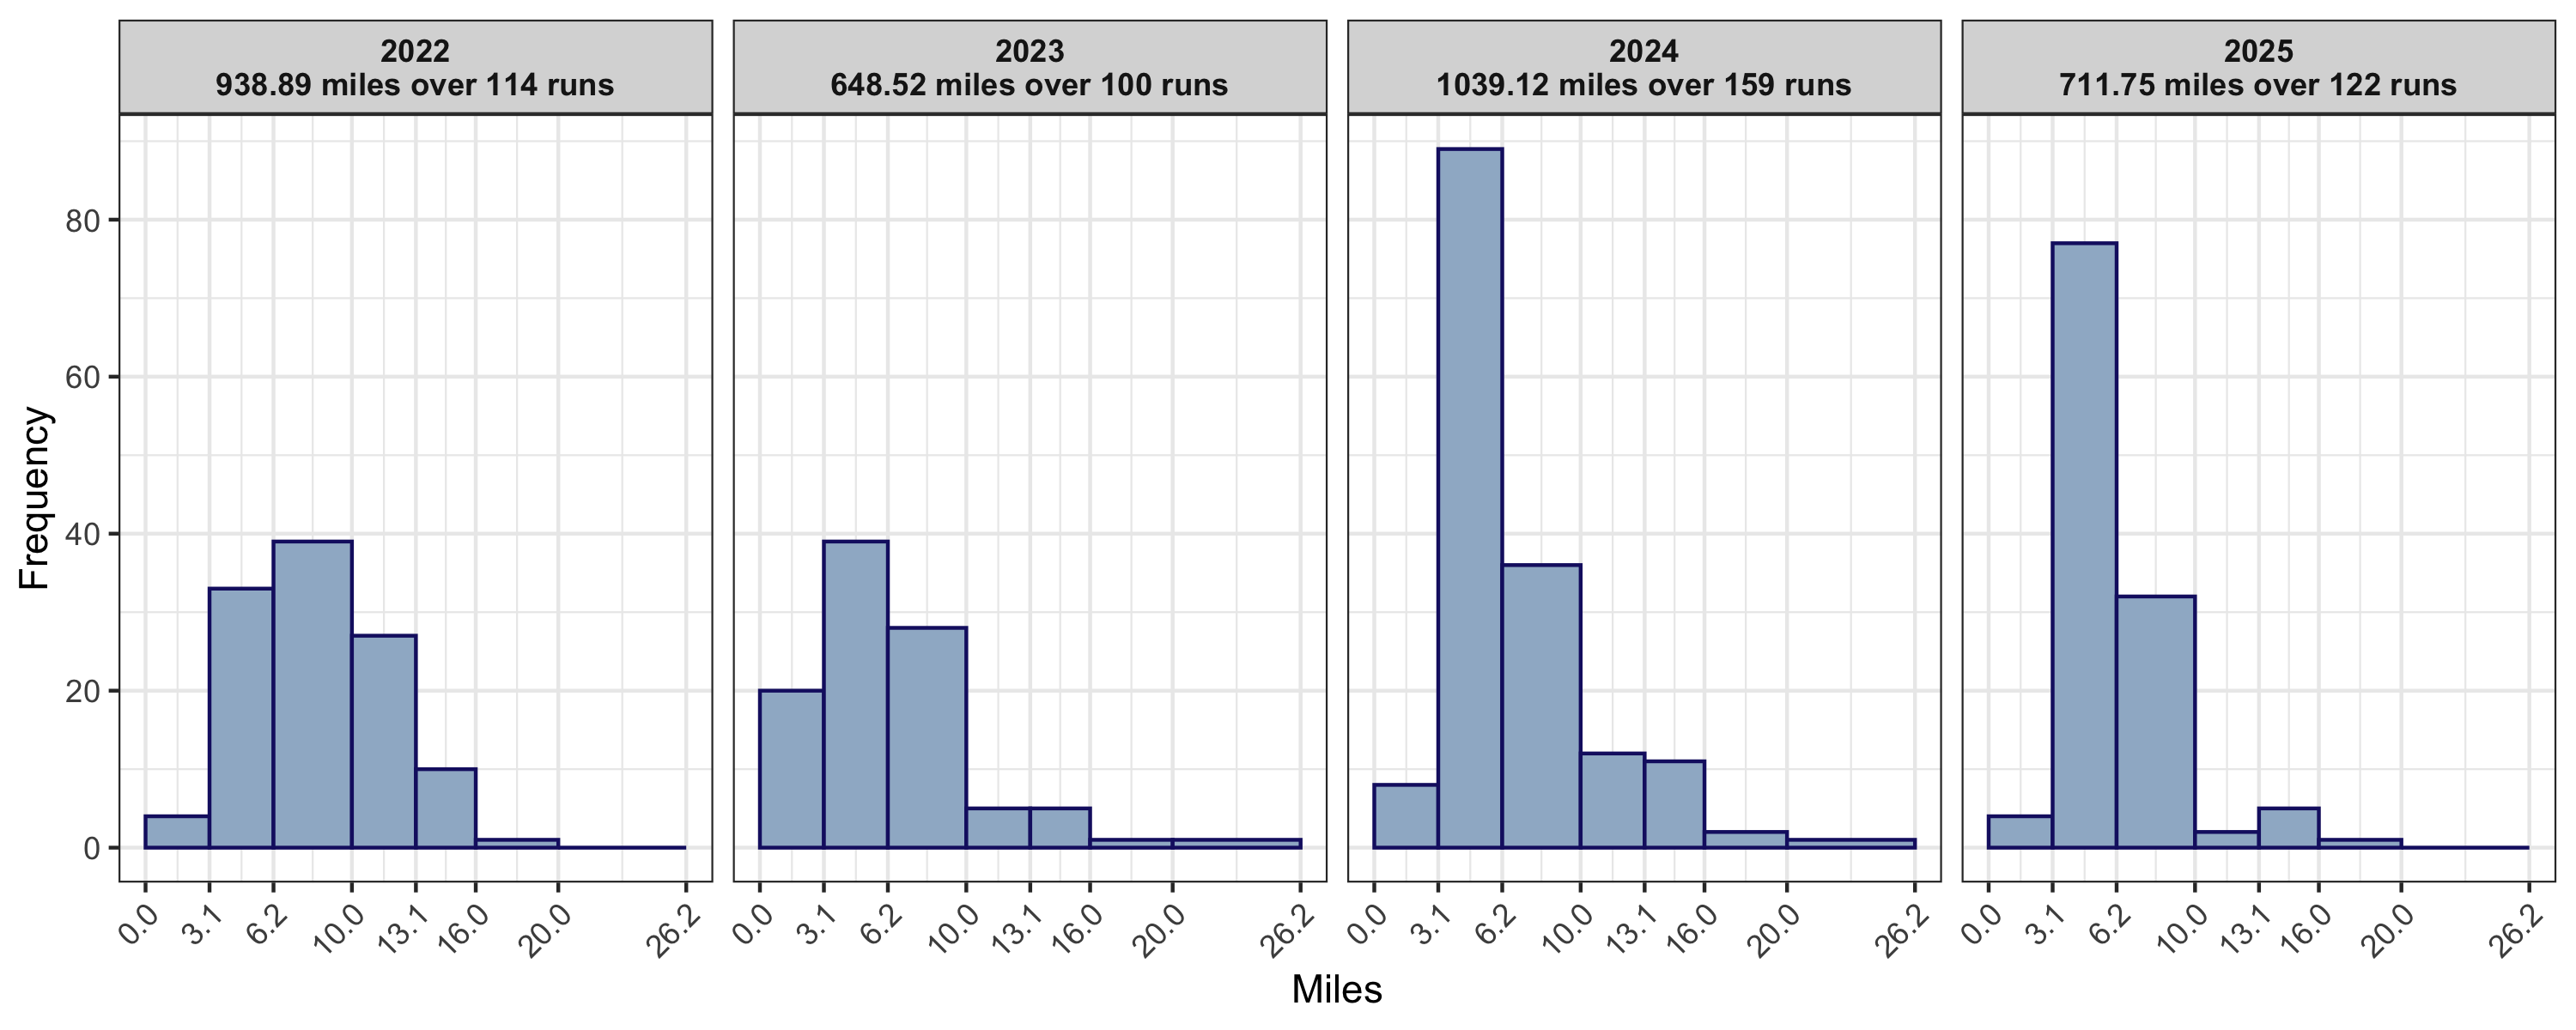 2022
938.89 miles over 114 runs
2023
648.52 miles over 100 runs
2024
1039.12 miles over 159 runs
2025
711.75 miles over 122 runs
Frequency
80
60
40
20
0
0.0 3.1 6.2 10.0 13.1 16.0 20.0 26.2
0.0 3.1 6.2 10.0 13.1 16.0 20.0 26.2
0.0 3.1 6.2 10.0 13.1 16.0 20.0 26.2
0.0 3.1 6.2 10.0 13.1 16.0 20.0 26.2
Miles